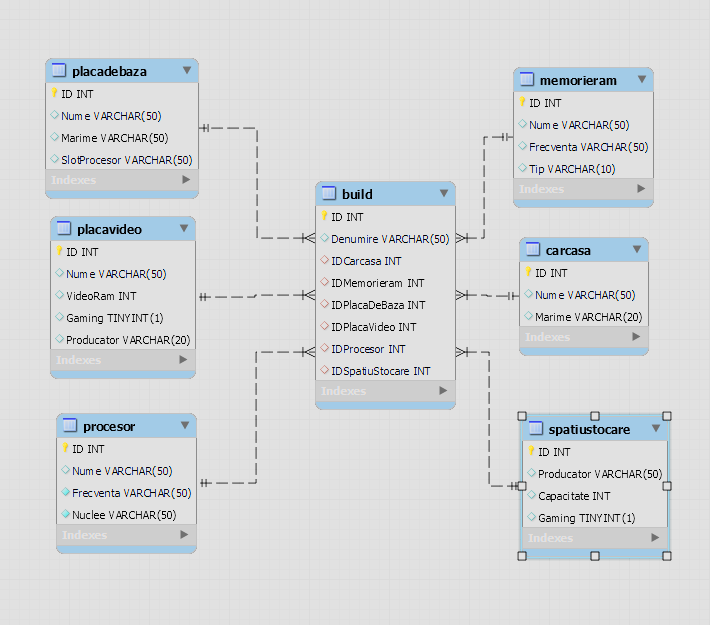 placadebaza
ID INT
Nume VARCHAR(50)
Marime VARCHAR(50)
SlotProcesor VARCHAR(50)
Indexes
placavideo
ID INT
Nume VARCHAR(50)
VideoRam INT
Gaming TINYINT(1)
Producator VARCHAR(20)
Indexes
procesor
ID INT
Nume VARCHAR(50)
Frecventa VARCHAR(50)
Nuclee VARCHAR(50)
Indexes
build
ID INT
Denumire VARCHAR(50)
IDCarcasa INT
IDMemorieram INT
IDPlacaDeBaza INT
IDPlacaVideo INT
IDProcesor INT
IDSpatiuStocare INT
Indexes
memorieram
ID INT
Nume VARCHAR(50)
Frecventa VARCHAR(50)
Tip VARCHAR(10)
Indexes
carcasa
ID INT
Nume VARCHAR(50)
Marime VARCHAR(20)
Indexes
spatiustocare
ID INT
Producator VARCHAR(50)
Capacitate INT
Gaming TINYINT(1)
Indexes